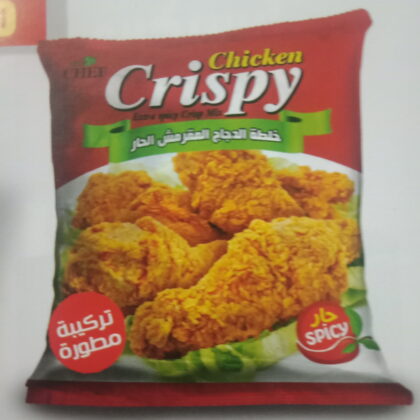 CHEF
Chicken
Crispy
Extra spicy Crisp Mix
خلطة الدجاج المقرمش الحار
تركيبة
مطورة
حار
SPICY